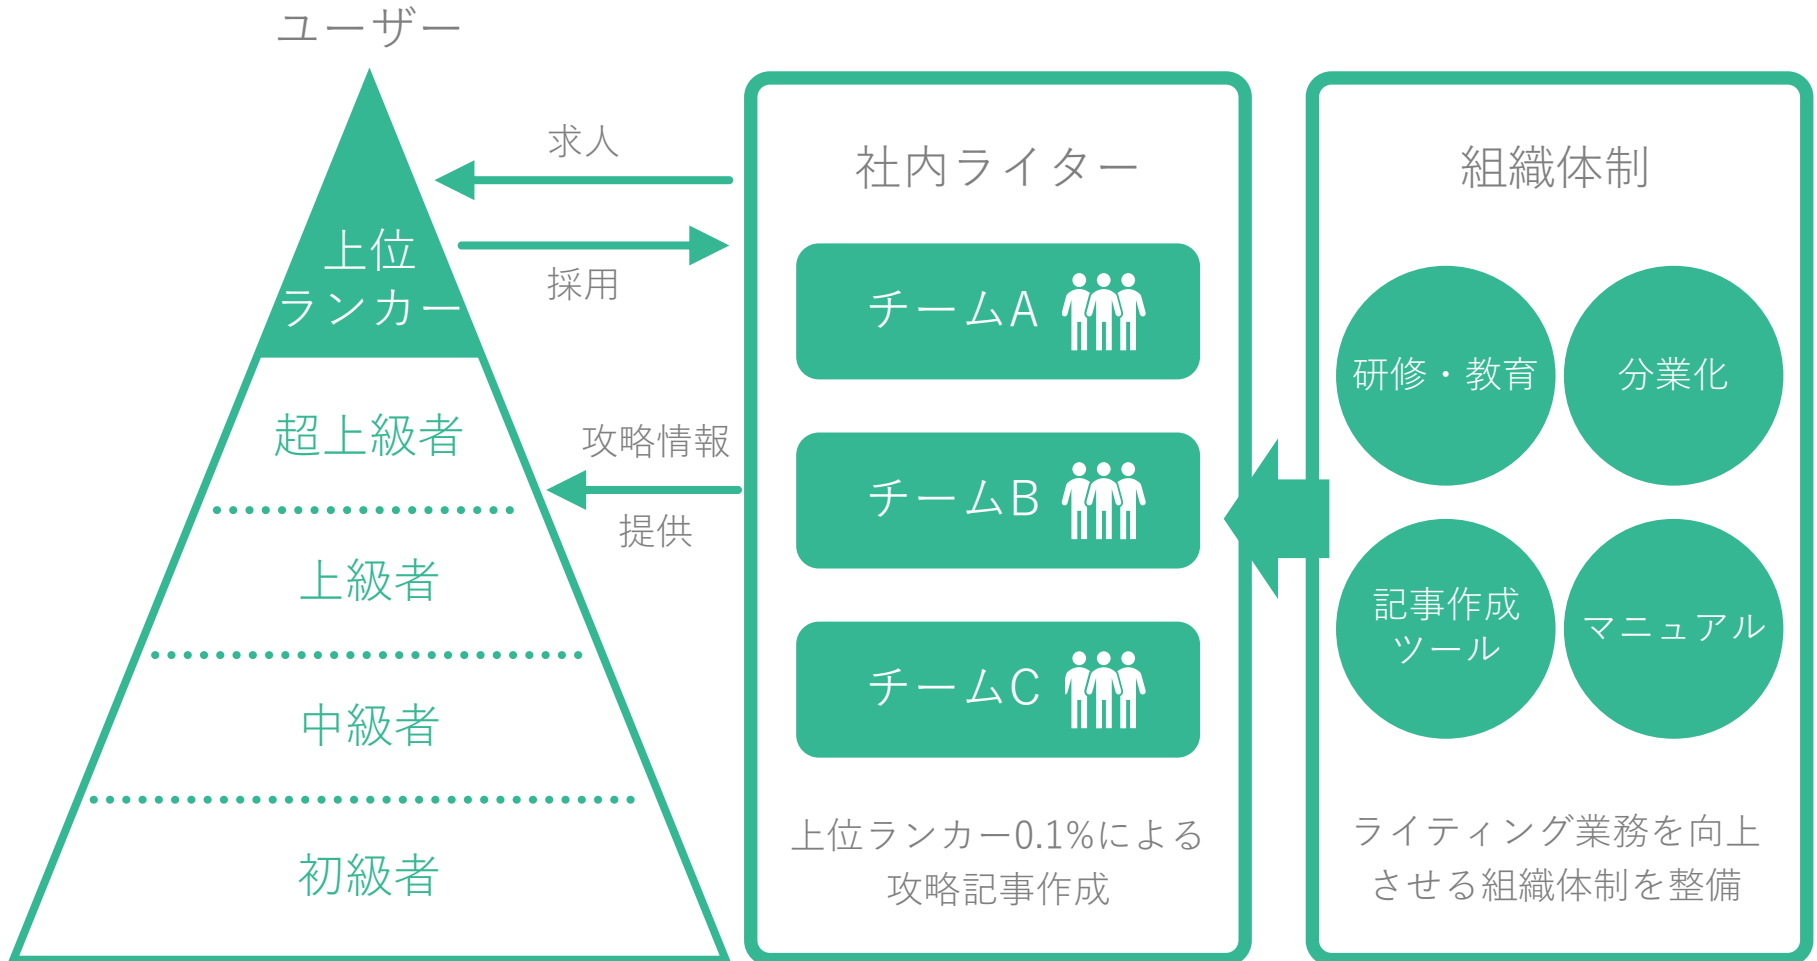 ユーザー
上位
ランカー
超上級者
上級者
中級者
初級者
求人
採用
攻略情報
提供
社内ライター
チームA
チームB
チームC
上位ランカー0.1%による
攻略記事作成
組織体制
研修・教育
分業化
記事作成
ツール
マニュアル
ライティング業務を向上
させる組織体制を整備